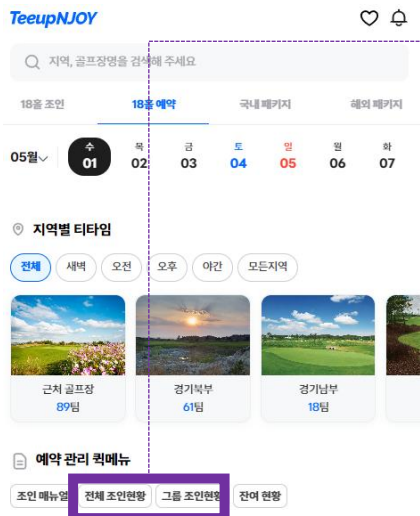 TeeupNJOY
지역, 골프장명을 검색해 주세요
18홀 조인 18홀 예약 국내 패키지 해외 패키지
05월 수 01 목 02 금 03 토 04 일 05 월 06 화 07
지역별 티타임
전체 새벽 오전 오후 야간 모든지역
근처 골프장 경기북부 경기남부
89팀 61팀 18팀
예약 관리 퀵메뉴
조인 매뉴얼 전체 조인현황 그룹 조인현황 잔여 현황